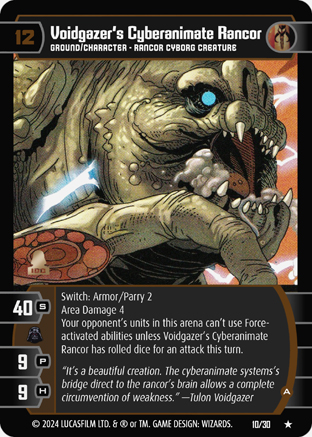 12
Voidgazer's Cyberanimate Rancor
GROUND/CHARACTER - RANCOR CYBORG CREATURE
40 S
9 P
9 H
Switch: Armor/Parry 2
Area Damage 4
Your opponent's units in this arena can't use Force-
activated abilities unless Voidgazer's Cyberanimate
Rancor has rolled dice for an attack this turn.
"It's a beautiful creation. The cyberanimate systems's
bridge direct to the rancor's brain allows a complete
circumvention of weakness." —Tulon Voidgazer
A
© 2024 LUCASFILM LTD. & ® or TM. GAME DESIGN: WIZARDS.
10/30